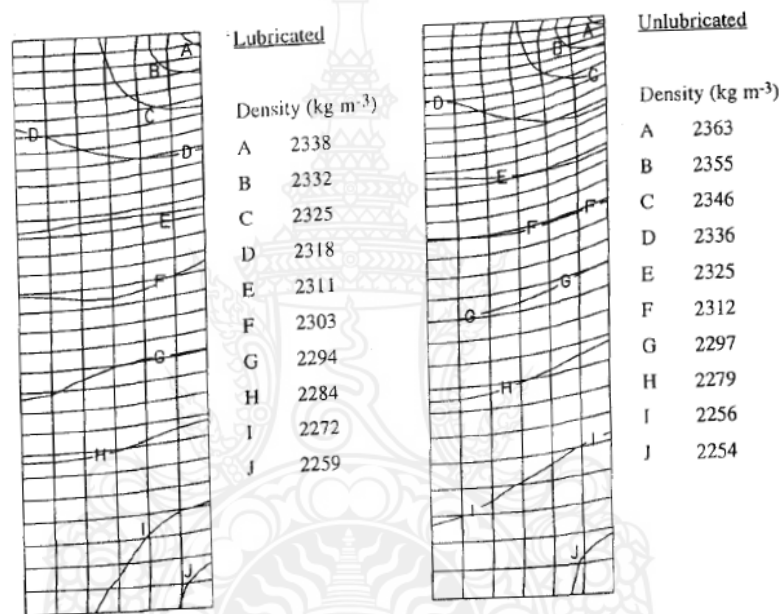 Lubricated
Density (kg m-3)
A 2338
B 2332
C 2325
D 2318
E 2311
F 2303
G 2294
H 2284
I 2272
J 2259
A
B
C
D
D
E
F
G
H
I
J
Unlubricated
Density (kg m-3)
A 2363
B 2355
C 2346
D 2336
E 2325
F 2312
G 2297
H 2279
I 2256
J 2254
A
D
C
D
E
F
F
G
G
H
I
I
J